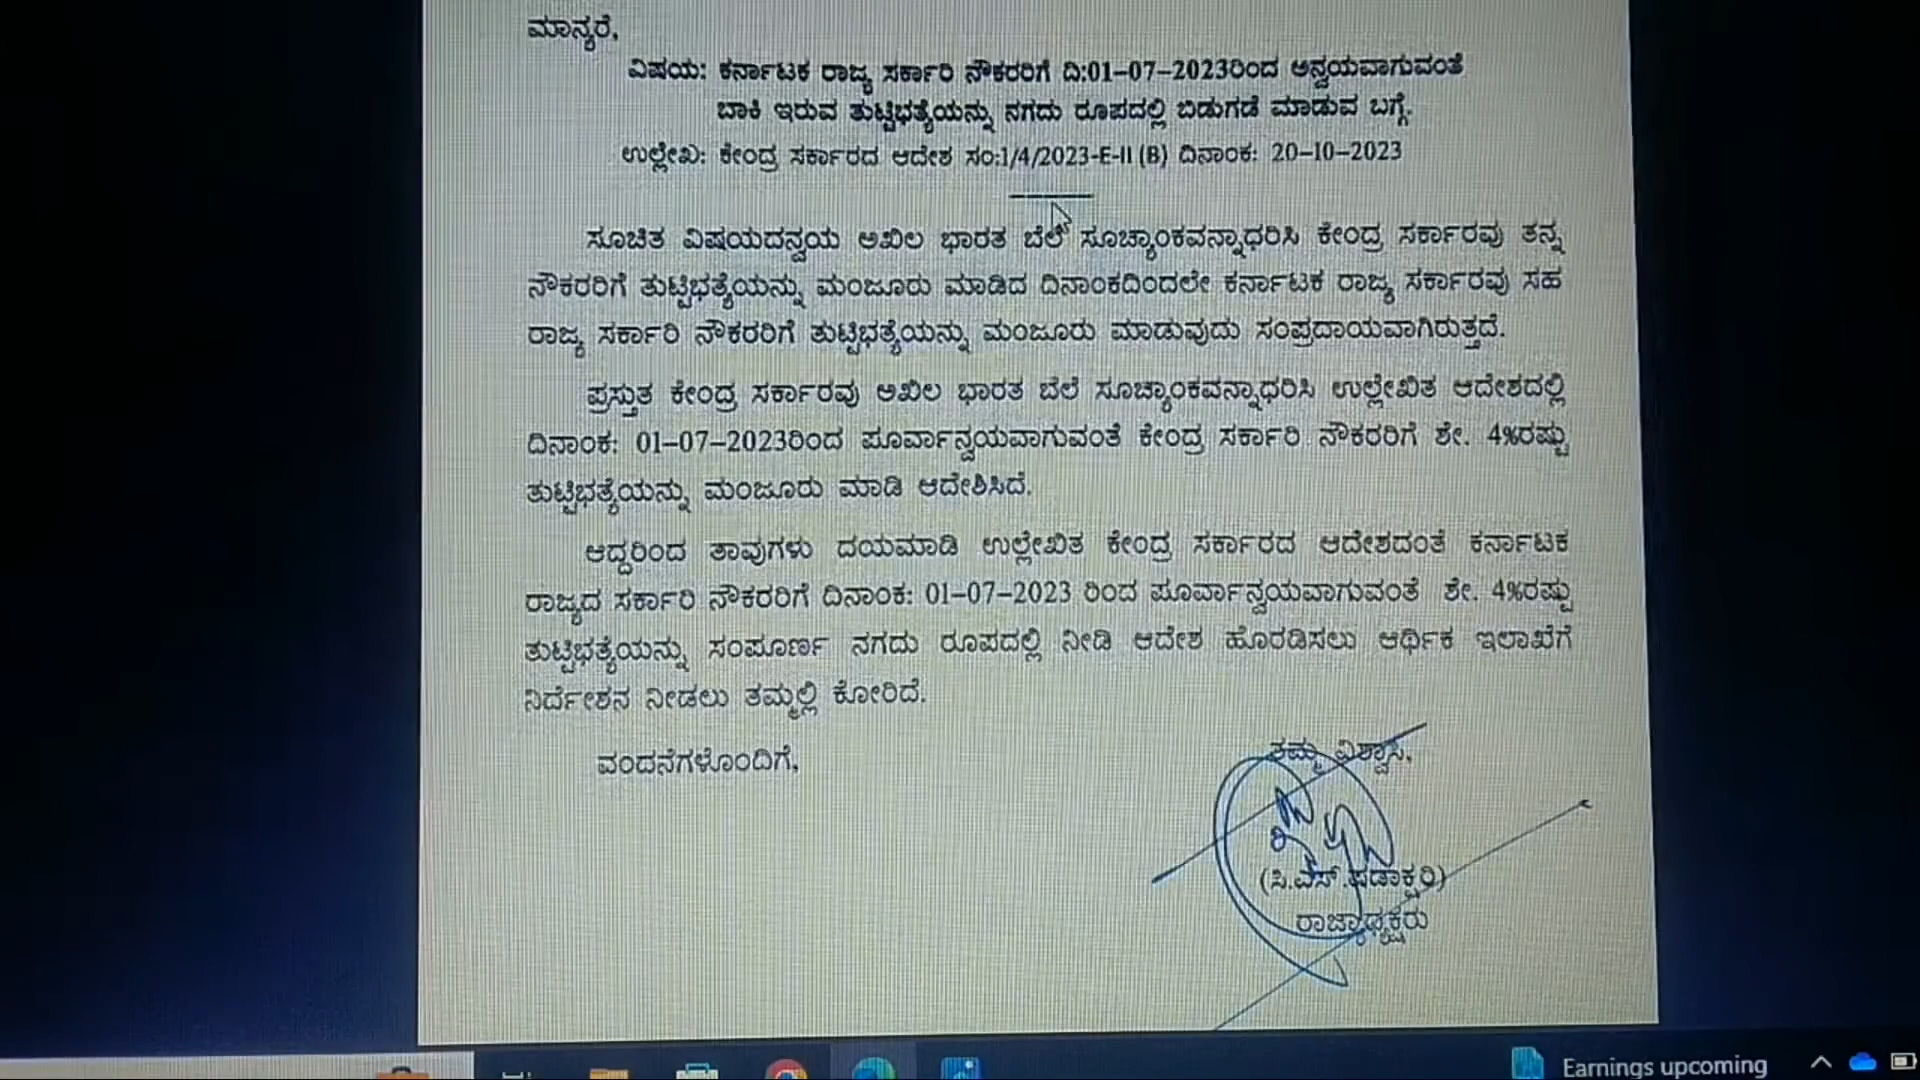 ಮಾನ್ಯರೆ,
ವಿಷಯ: ಕರ್ನಾಟಕ ರಾಜ್ಯ ಸರ್ಕಾರಿ ನೌಕರರಿಗೆ ದಿ:01-07-2023ರಿಂದ ಅನ್ವಯವಾಗುವಂತೆ
ಬಾಕಿ ಇರುವ ತುಟ್ಟಿಭತ್ಯೆಯನ್ನು ನಗದು ರೂಪದಲ್ಲಿ ಬಿಡುಗಡೆ ಮಾಡುವ ಬಗ್ಗೆ.
ಉಲ್ಲೇಖ: ಕೇಂದ್ರ ಸರ್ಕಾರದ ಆದೇಶ ಸಂ:1/4/2023-E-II (B) ದಿನಾಂಕ: 20-10-2023
ಸೂಚಿತ ವಿಷಯದನ್ವಯ ಅಖಿಲ ಭಾರತ ಬೆಲೆ ಸೂಚ್ಯಾಂಕವನ್ನಾಧರಿಸಿ ಕೇಂದ್ರ ಸರ್ಕಾರವು ತನ್ನ
ನೌಕರರಿಗೆ ತುಟ್ಟಿಭತ್ಯೆಯನ್ನು ಮಂಜೂರು ಮಾಡಿದ ದಿನಾಂಕದಿಂದಲೇ ಕರ್ನಾಟಕ ರಾಜ್ಯ ಸರ್ಕಾರವು ಸಹ
ರಾಜ್ಯ ಸರ್ಕಾರಿ ನೌಕರರಿಗೆ ತುಟ್ಟಿಭತ್ಯೆಯನ್ನು ಮಂಜೂರು ಮಾಡುವುದು ಸಂಪ್ರದಾಯವಾಗಿರುತ್ತದೆ.
ಪ್ರಸ್ತುತ ಕೇಂದ್ರ ಸರ್ಕಾರವು ಅಖಿಲ ಭಾರತ ಬೆಲೆ ಸೂಚ್ಯಾಂಕವನ್ನಾಧರಿಸಿ ಉಲ್ಲೇಖಿತ ಆದೇಶದಲ್ಲಿ
ದಿನಾಂಕ: 01-07-2023ರಿಂದ ಪೂರ್ವಾನ್ವಯವಾಗುವಂತೆ ಕೇಂದ್ರ ಸರ್ಕಾರಿ ನೌಕರರಿಗೆ ಶೇ. 4%ರಷ್ಟು
ತುಟ್ಟಿಭತ್ಯೆಯನ್ನು ಮಂಜೂರು ಮಾಡಿ ಆದೇಶಿಸಿದೆ.
ಆದ್ದರಿಂದ ತಾವುಗಳು ದಯಮಾಡಿ ಉಲ್ಲೇಖಿತ ಕೇಂದ್ರ ಸರ್ಕಾರದ ಆದೇಶದಂತೆ ಕರ್ನಾಟಕ
ರಾಜ್ಯದ ಸರ್ಕಾರಿ ನೌಕರರಿಗೆ ದಿನಾಂಕ: 01-07-2023 ರಿಂದ ಪೂರ್ವಾನ್ವಯವಾಗುವಂತೆ ಶೇ. 4%ರಷ್ಟು
ತುಟ್ಟಿಭತ್ಯೆಯನ್ನು ಸಂಪೂರ್ಣ ನಗದು ರೂಪದಲ್ಲಿ ನೀಡಿ ಆದೇಶ ಹೊರಡಿಸಲು ಆರ್ಥಿಕ ಇಲಾಖೆಗೆ
ನಿರ್ದೇಶನ ನೀಡಲು ತಮ್ಮಲ್ಲಿ ಕೋರಿದೆ.
ವಂದನೆಗಳೊಂದಿಗೆ,
ತಮ್ಮ ವಿಶ್ವಾಸಿ,
(ಸಿ.ಎಸ್.ಷಡಾಕ್ಷರಿ)
ರಾಜ್ಯಾಧ್ಯಕ್ಷರು
Earnings upcoming